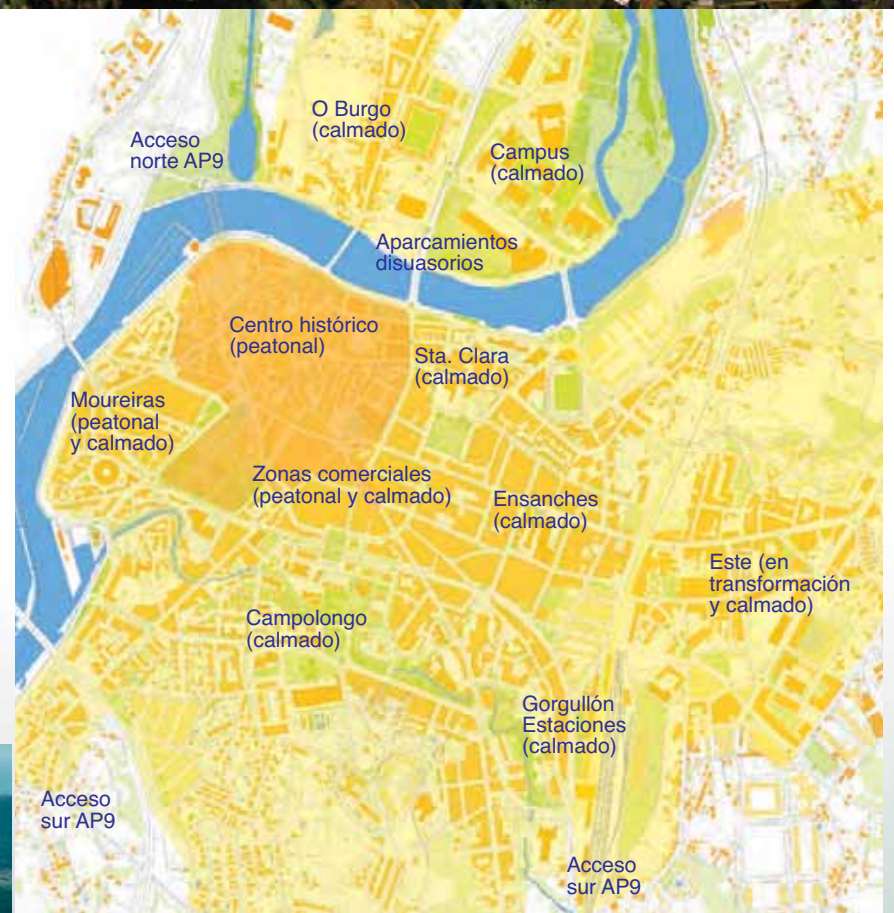 O Burgo
(calmado)
Acceso
norte AP9
Campus
(calmado)
Aparcamientos
disuasorios
Centro histórico
(peatonal)
Sta. Clara
(calmado)
Moureiras
(peatonal
y calmado)
Zonas comerciales
(peatonal y calmado)
Ensanches
(calmado)
Este (en
transformación
y calmado)
Campolongo
(calmado)
Gorgullón
Estaciones
(calmado)
Acceso
sur AP9
Acceso
sur AP9